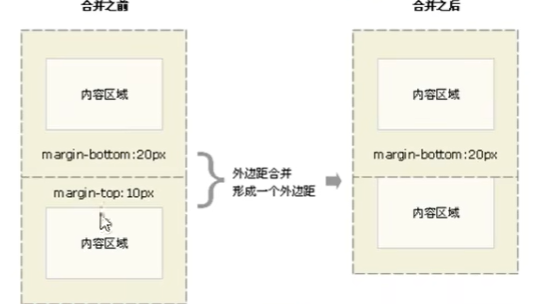 合并之前
合并之后
内容区域
内容区域
margin-bottom:20px
margin-bottom:20px
外边距合并
形成一个外边距
margin-top:10px
内容区域
内容区域